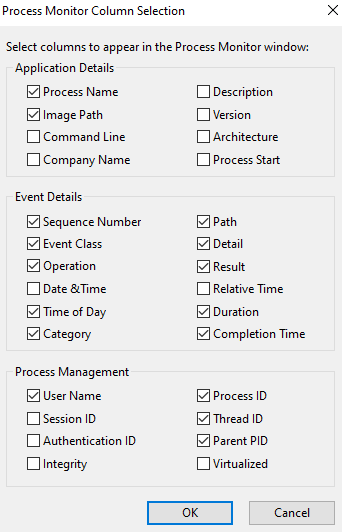 Process Monitor Column Selection
Select columns to appear in the Process Monitor window:
Application Details
Process Name Description
Image Path Version
Command Line Architecture
Company Name Process Start
Event Details
Sequence Number Path
Event Class Detail
Operation Result
Date &Time Relative Time
Time of Day Duration
Category Completion Time
Process Management
User Name Process ID
Session ID Thread ID
Authentication ID Parent PID
Integrity Virtualized
OK Cancel